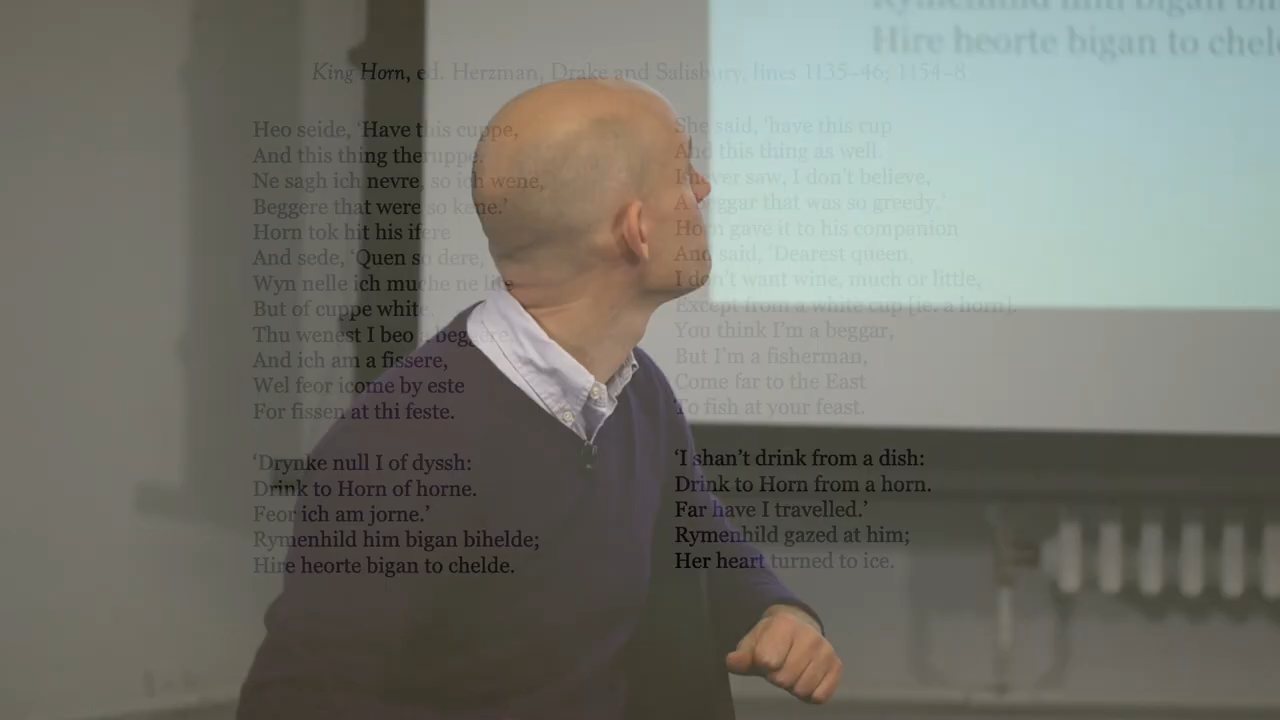 Rymenhild him bigan bih
Hire heorte bigan to chel
King Horn, ed. Herzman, Drake and Salisbury, lines 1135–46; 1154–8
Heo seide, ‘Have this cuppe,
And this thing theruppe.
Ne sagh ich nevre, so ich wene,
Beggere that were so kene.’
Horn tok hit his ifere
And sede, ‘Quen so dere,
Wyn nelle ich muche ne lite
But of cuppe white.
Thu wenest I beo a beggere,
And ich am a fissere,
Wel feor icome by este
For fissen at thi feste.
‘Drynke null I of dyssh:
Drink to Horn of horne.
Feor ich am jorne.’
Rymenhild him bigan bihelde;
Hire heorte bigan to chelde.
She said, ‘have this cup
And this thing as well.
I never saw, I don’t believe,
A beggar that was so greedy.’
Horn gave it to his companion
And said, ‘Dearest queen,
I don’t want wine, much or little,
Except from a white cup [ie. a horn].
You think I’m a beggar,
But I’m a fisherman,
Come far to the East
To fish at your feast.
‘I shan’t drink from a dish:
Drink to Horn from a horn.
Far have I travelled.’
Rymenhild gazed at him;
Her heart turned to ice.